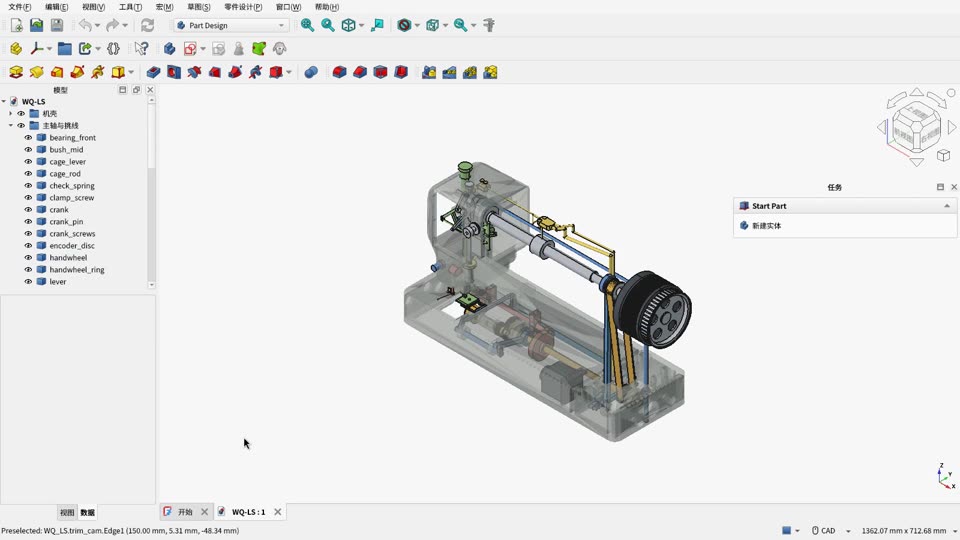 文件(F) 编辑(E) 视图(V) 工具(T) 宏(M) 草图(S) 零件设计(P) 窗口(W) 帮助(H)
Part Design
模型
WQ-LS
机壳
主轴与挑线
bearing_front
bush_mid
cage_lever
cage_rod
check_spring
clamp_screw
crank
crank_pin
crank_screws
encoder_disc
handwheel
handwheel_ring
lever
任务
Start Part
新建实体
Z
Y
X
视图 数据
开始 WQ-LS : 1
Preselected: WQ_LS.trim_cam.Edge1 (150.00 mm, 5.31 mm, -48.34 mm)
CAD 1362.07 mm x 712.68 mm